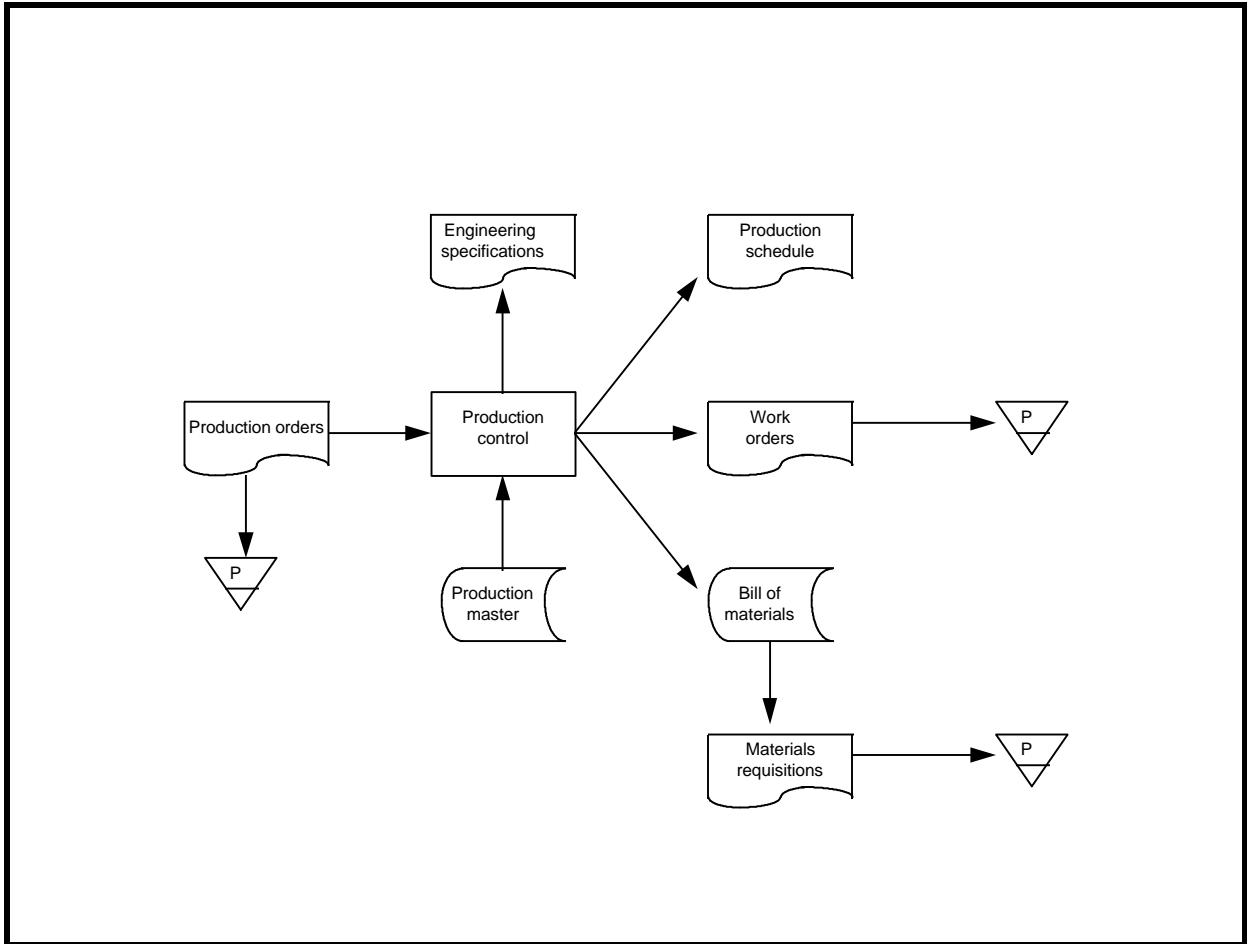 Engineering
specifications
Production
schedule
Production orders
Production
control
Work
orders
P
P
Production
master
Bill of
materials
Materials
requisitions
P